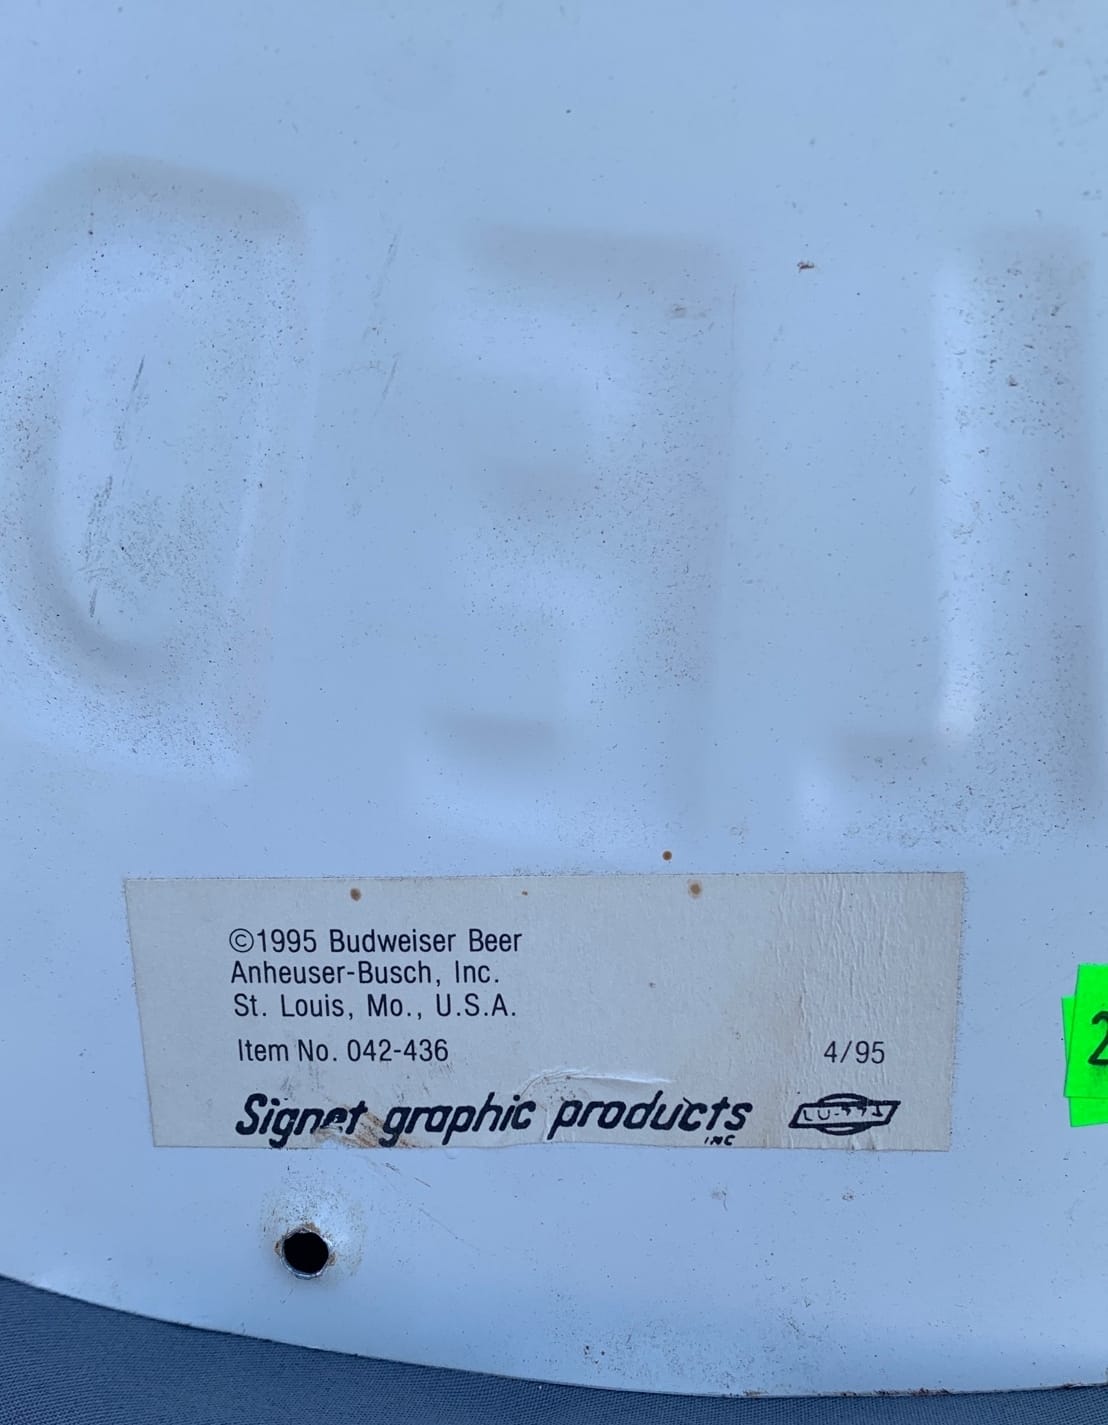 ©1995 Budweiser Beer
Anheuser-Busch, Inc.
St. Louis, Mo., U.S.A.
Item No. 042-436
4/95
Signet graphic products
INC
2